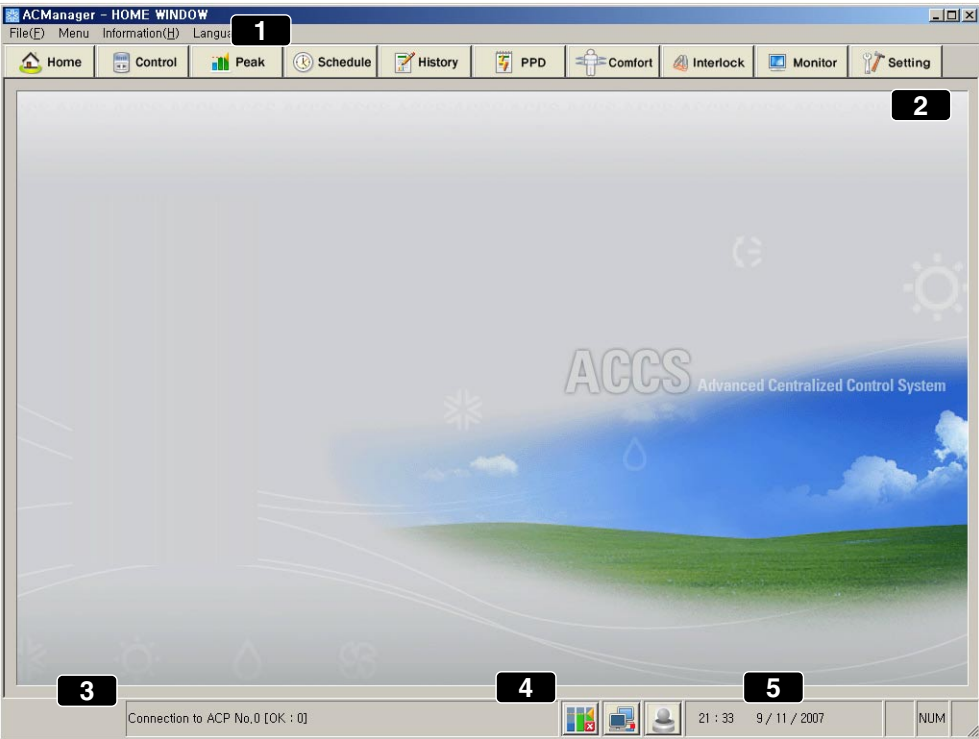 ACManager - HOME WINDOW
File(F) Menu Information(H) Langua 1
Home Control Peak Schedule History PPD Comfort Interlock Monitor Setting
2
ACCS Advanced Centralized Control System
3 4 5
Connection to ACP No,0 [OK : 0] 21 : 33 9 / 11 / 2007 NUM